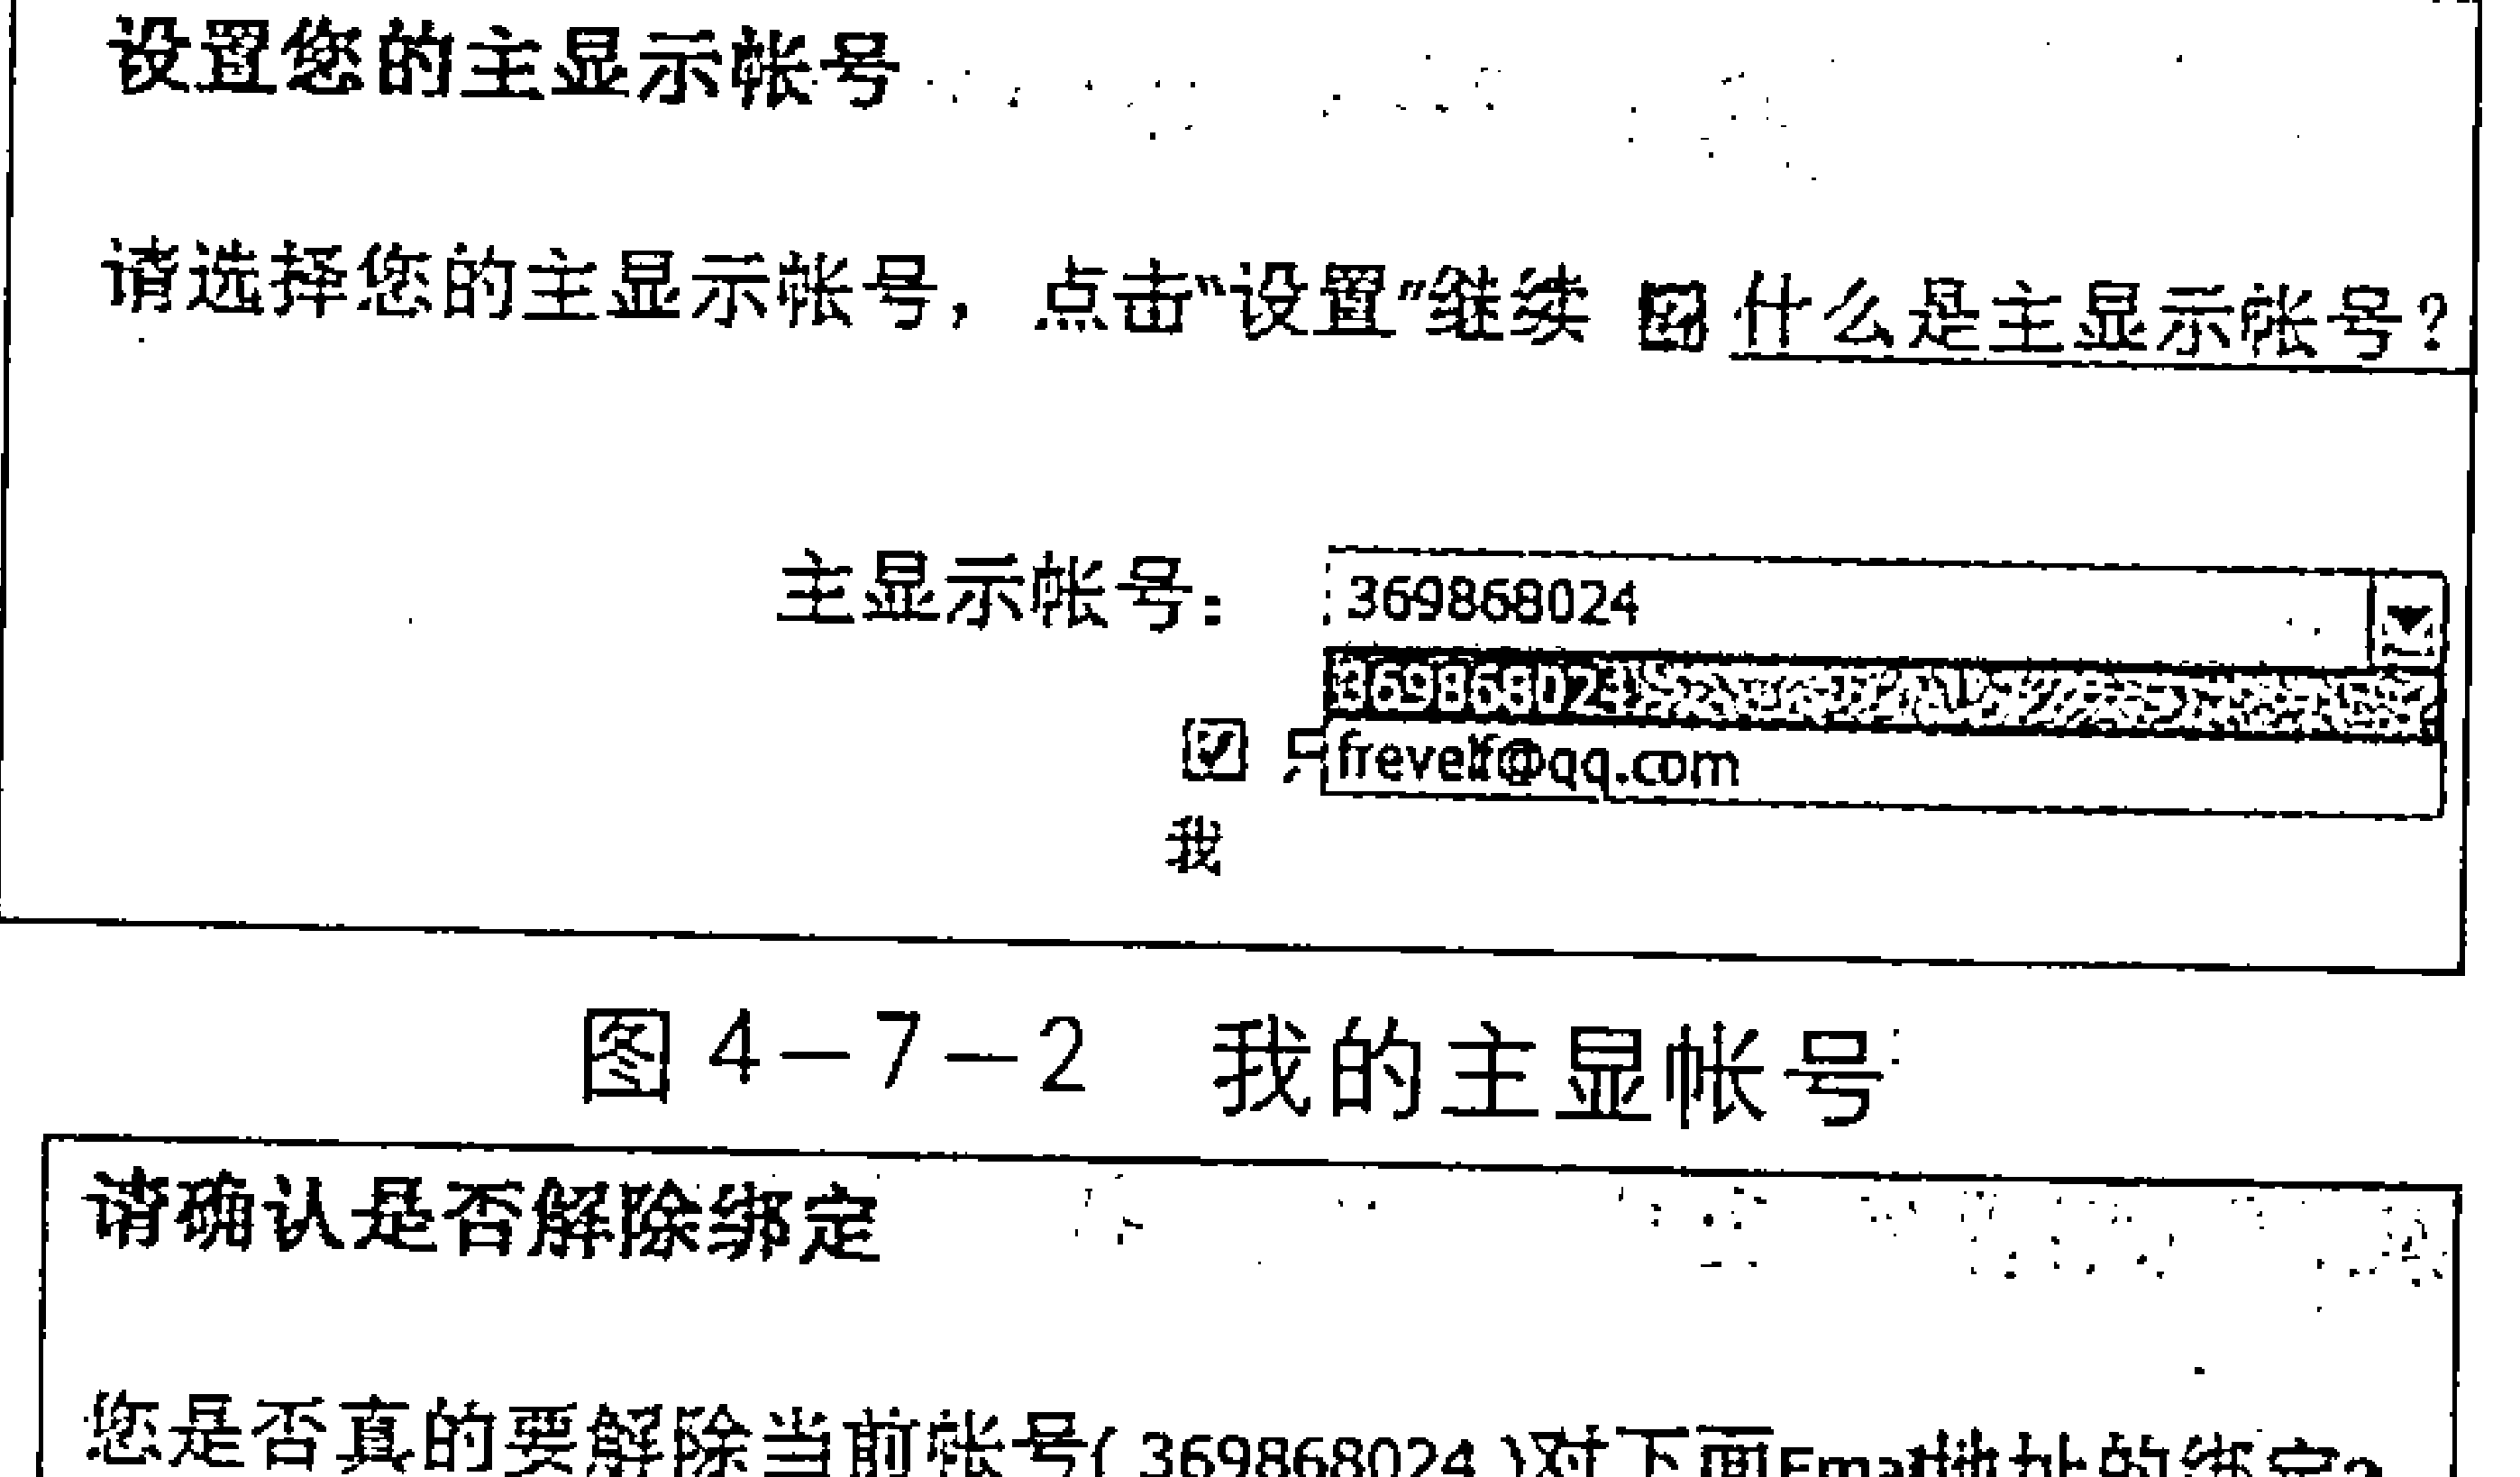 设置您的主显示帐号
请选择您的主显示帐号，点击“设置”继续 什么是主显示帐号?
主显示帐号：
369868024
369868024
frevelf@qq.com
我
图 4－7－2 我的主显帐号
请确认是否解除绑定
您是否真的要解除当前帐号( 369868024 )对下面Email地址的绑定?